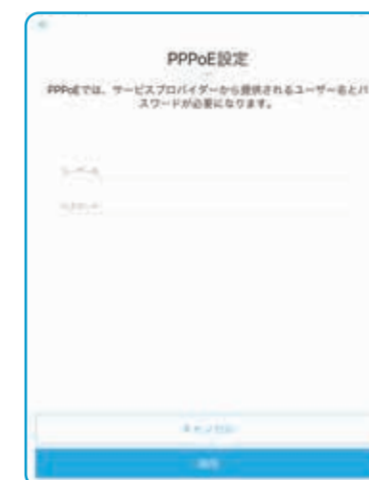 PPPoE設定
PPPoEでは、サービスプロバイダーから提供されるユーザー名とパ
スワードが必要になります。
ユーザー名
パスワード
キャンセル